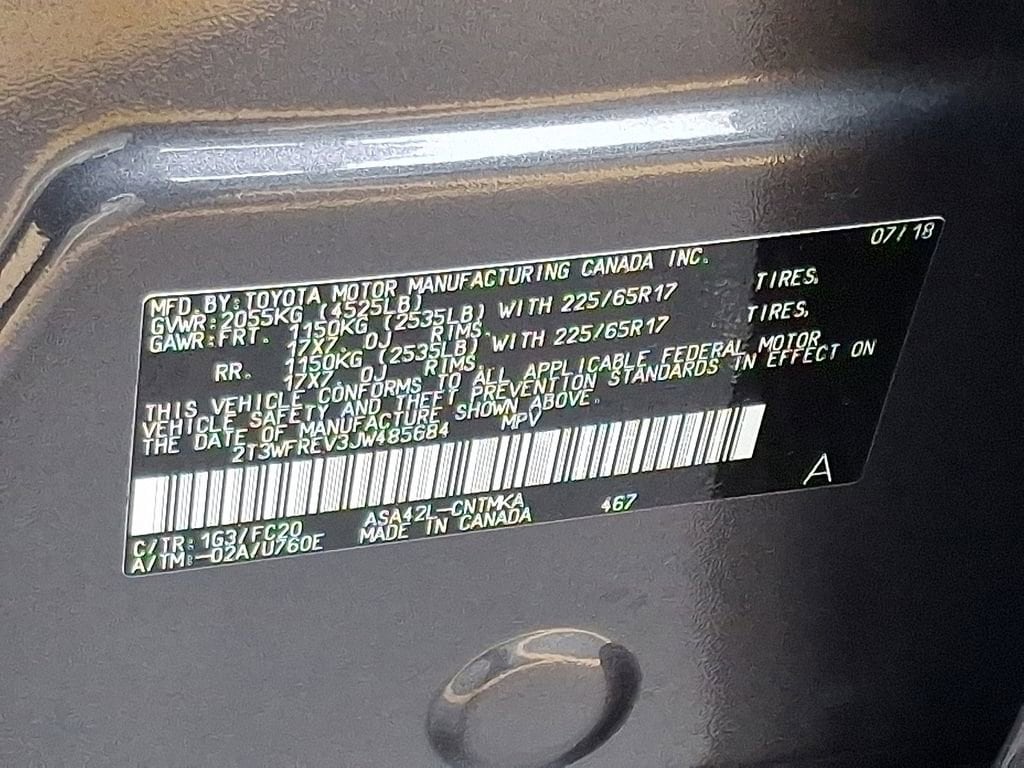 07/18
MFD.BY:TOYOTA MOTOR MANUFACTURING CANADA INC.
GVWR:2055KG (4525LB)
GAWR:FRT. 1150KG (2535LB) WITH 225/65R17 TIRES,
17X7.0J RIMS.
RR. 1150KG (2535LB) WITH 225/65R17 TIRES,
17X7.0J RIMS.
THIS VEHICLE CONFORMS TO ALL APPLICABLE FEDERAL MOTOR
VEHICLE SAFETY AND THEFT PREVENTION STANDARDS IN EFFECT ON
THE DATE OF MANUFACTURE SHOWN ABOVE.
2T3WFREV3JW485684 MPV
A
C/TR:1G3/FC20 ASA42L-CNTMKA 467
A/TM:-02A/U760E MADE IN CANADA